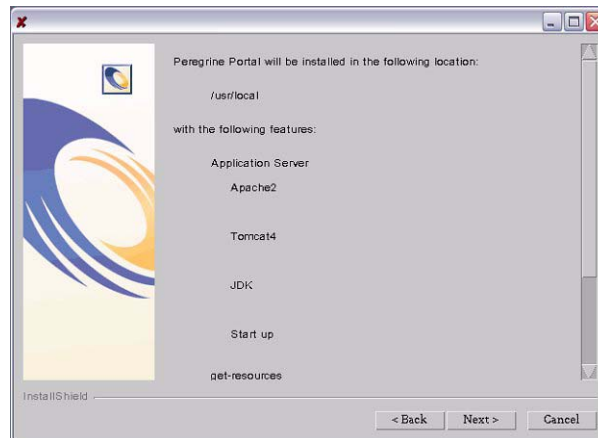 Peregrine Portal will be installed in the following location:
/usr/local
with the following features:
Application Server
Apache2
Tomcat4
JDK
Start up
get-resources
InstallShield
< Back Next > Cancel